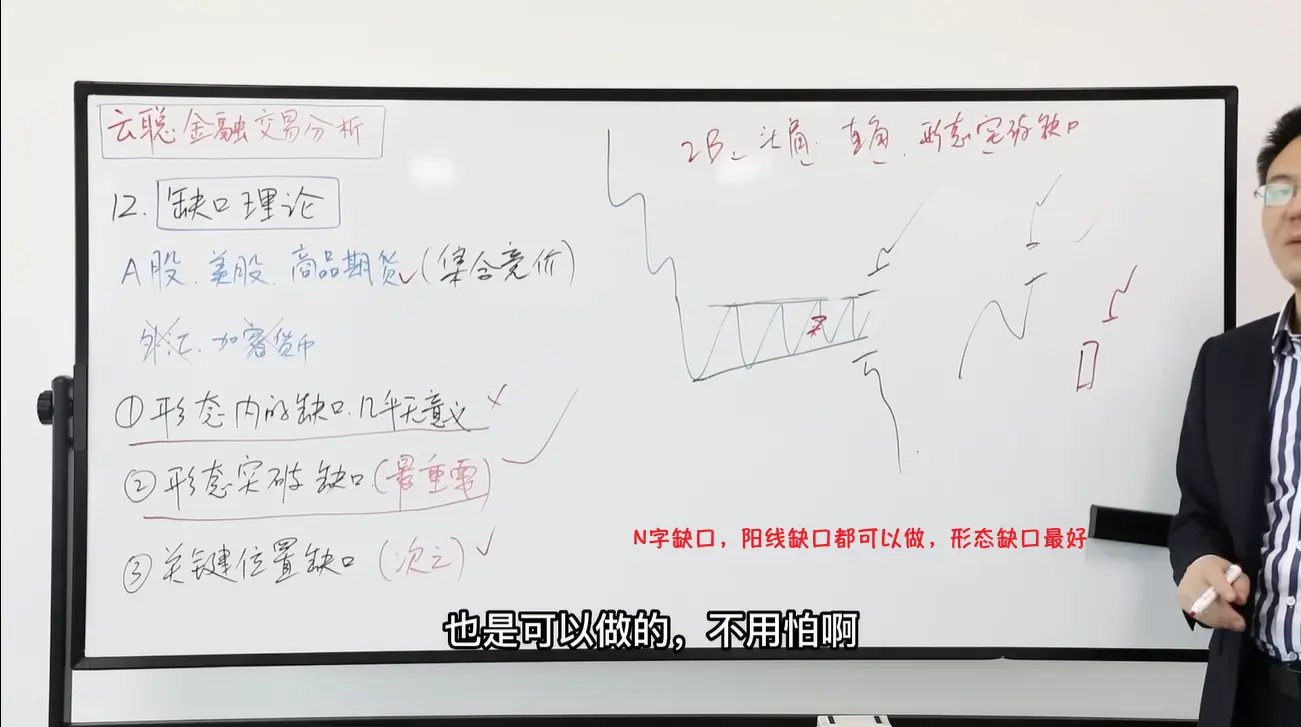 云聪金融交易分析
2B、头肩、直角、形态突破缺口
12. 缺口理论
A股、美股、商品期货(集合竞价)
外汇、加密货币
①形态内的缺口.几乎无意义 ×
②形态突破缺口(最重要)
③关键位置缺口(次之)
N字缺口，阳线缺口都可以做，形态缺口最好
也是可以做的，不用怕啊